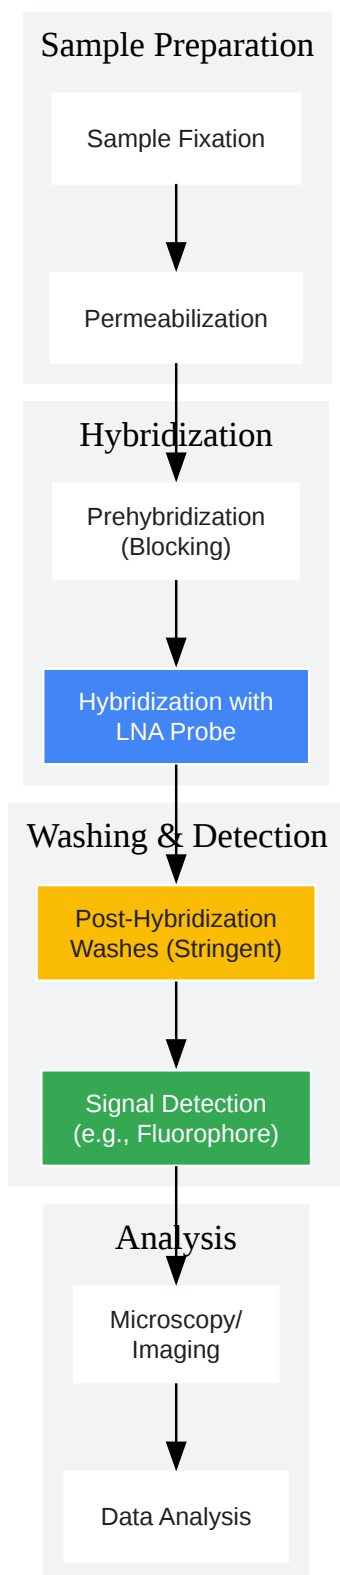 Sample Preparation
Sample Fixation
Permeabilization
Hybridization
Prehybridization
(Blocking)
Hybridization with
LNA Probe
Washing & Detection
Post-Hybridization
Washes (Stringent)
Signal Detection
(e.g., Fluorophore)
Analysis
Microscopy/
Imaging
Data Analysis